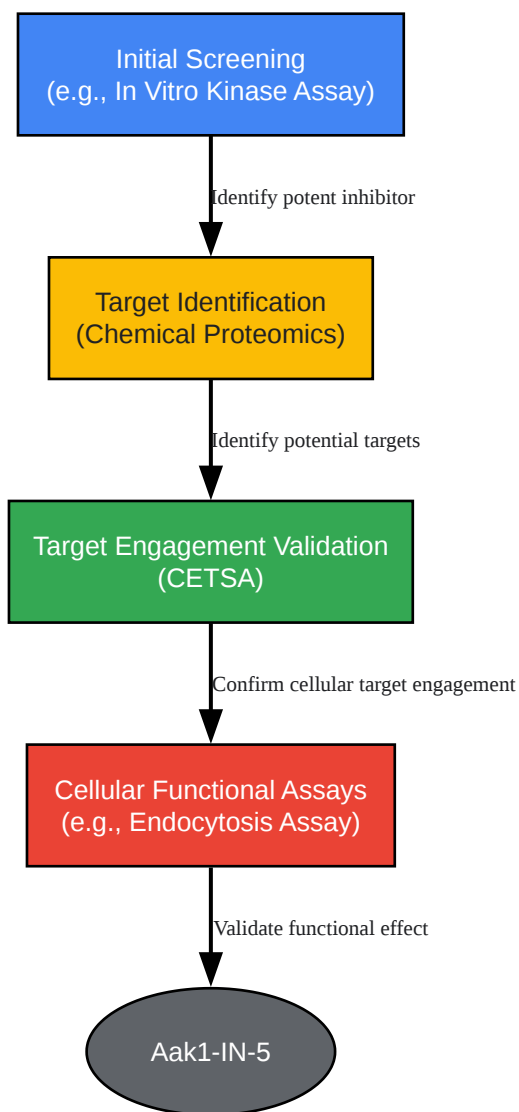 Initial Screening
(e.g., In Vitro Kinase Assay)
Identify potent inhibitor
Target Identification
(Chemical Proteomics)
Identify potential targets
Target Engagement Validation
(CETSA)
Confirm cellular target engagement
Cellular Functional Assays
(e.g., Endocytosis Assay)
Validate functional effect
Aak1-IN-5